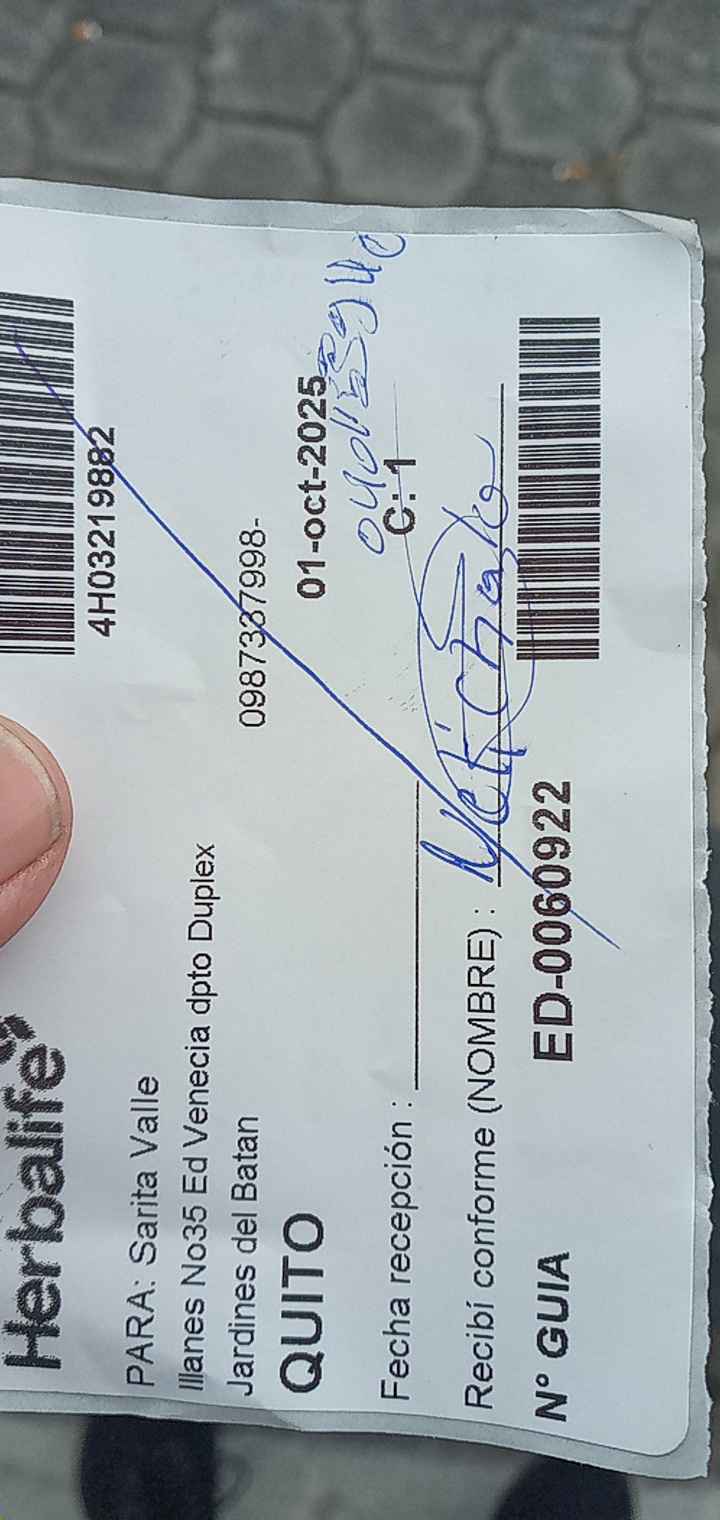 Herbalife
4H03219882
PARA: Sarita Valle
Illanes No35 Ed Venecia dpto Duplex
Jardines del Batan
0987337998-
QUITO
01-oct-2025
C: 1
Fecha recepción :
Recibí conforme (NOMBRE) :
N° GUIA
ED-0060922